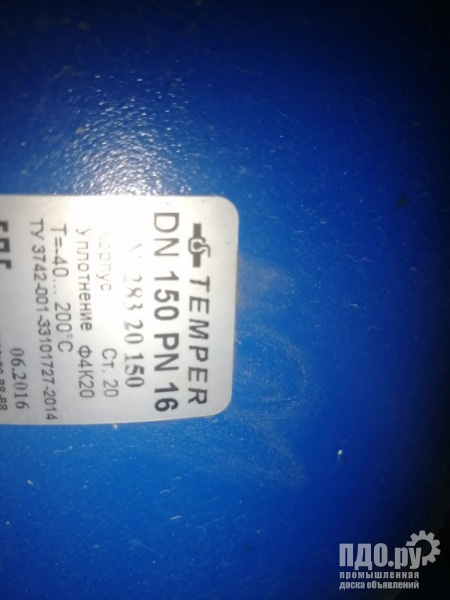 TEMPER
DN 150 PN 16
283 20 150
корпус Ст. 20
уплотнение Ф4К20
Т=-40.... 200°С
ТУ 3742-001-33101727-2014
06.2016
ПДО.ру
промышленная
доска объявлений